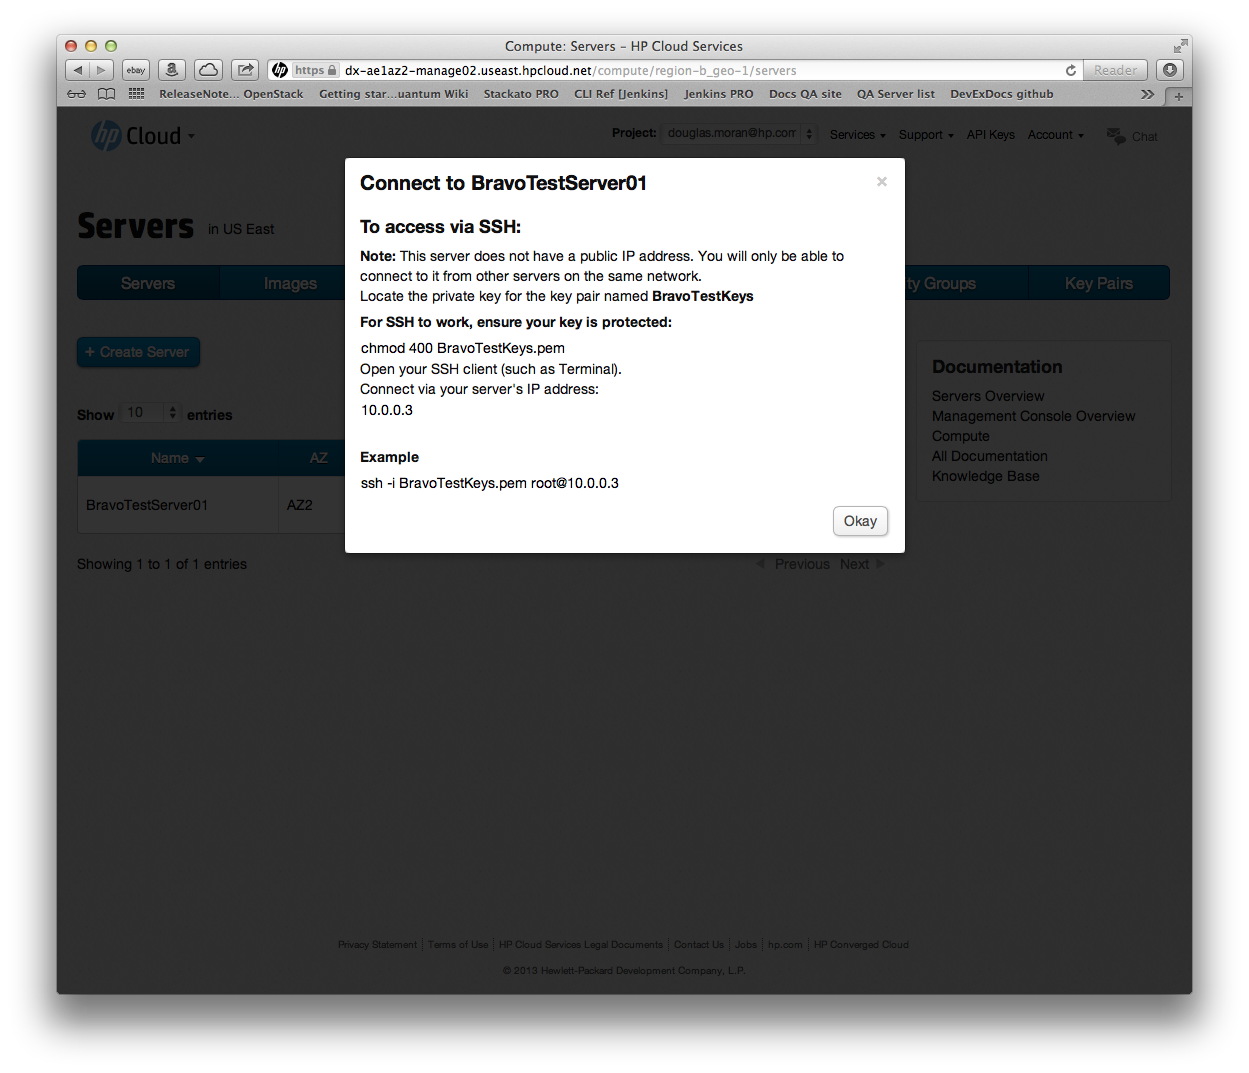 Compute: Servers – HP Cloud Services
ebay
https dx-ae1az2-manage02.useast.hpcloud.net/compute/region-b_geo-1/servers
Reader
ReleaseNote... OpenStack Getting star...uantum Wiki Stackato PRO CLI Ref [Jenkins] Jenkins PRO Docs QA site QA Server list DevExDocs github
hp Cloud
Project: douglas.moran@hp.com Services Support API Keys Account Chat
Connect to BravoTestServer01
×
To access via SSH:
Note: This server does not have a public IP address. You will only be able to
connect to it from other servers on the same network.
Locate the private key for the key pair named BravoTestKeys
For SSH to work, ensure your key is protected:
chmod 400 BravoTestKeys.pem
Open your SSH client (such as Terminal).
Connect via your server's IP address:
10.0.0.3
Example
ssh -i BravoTestKeys.pem root@10.0.0.3
Okay
Servers in US East
Servers Images ty Groups Key Pairs
+ Create Server
Show 10 entries
Name AZ
BravoTestServer01 AZ2
Showing 1 to 1 of 1 entries
Previous Next
Documentation
Servers Overview
Management Console Overview
Compute
All Documentation
Knowledge Base
Privacy Statement | Terms of Use | HP Cloud Services Legal Documents | Contact Us | Jobs | hp.com | HP Converged Cloud
© 2013 Hewlett-Packard Development Company, L.P.